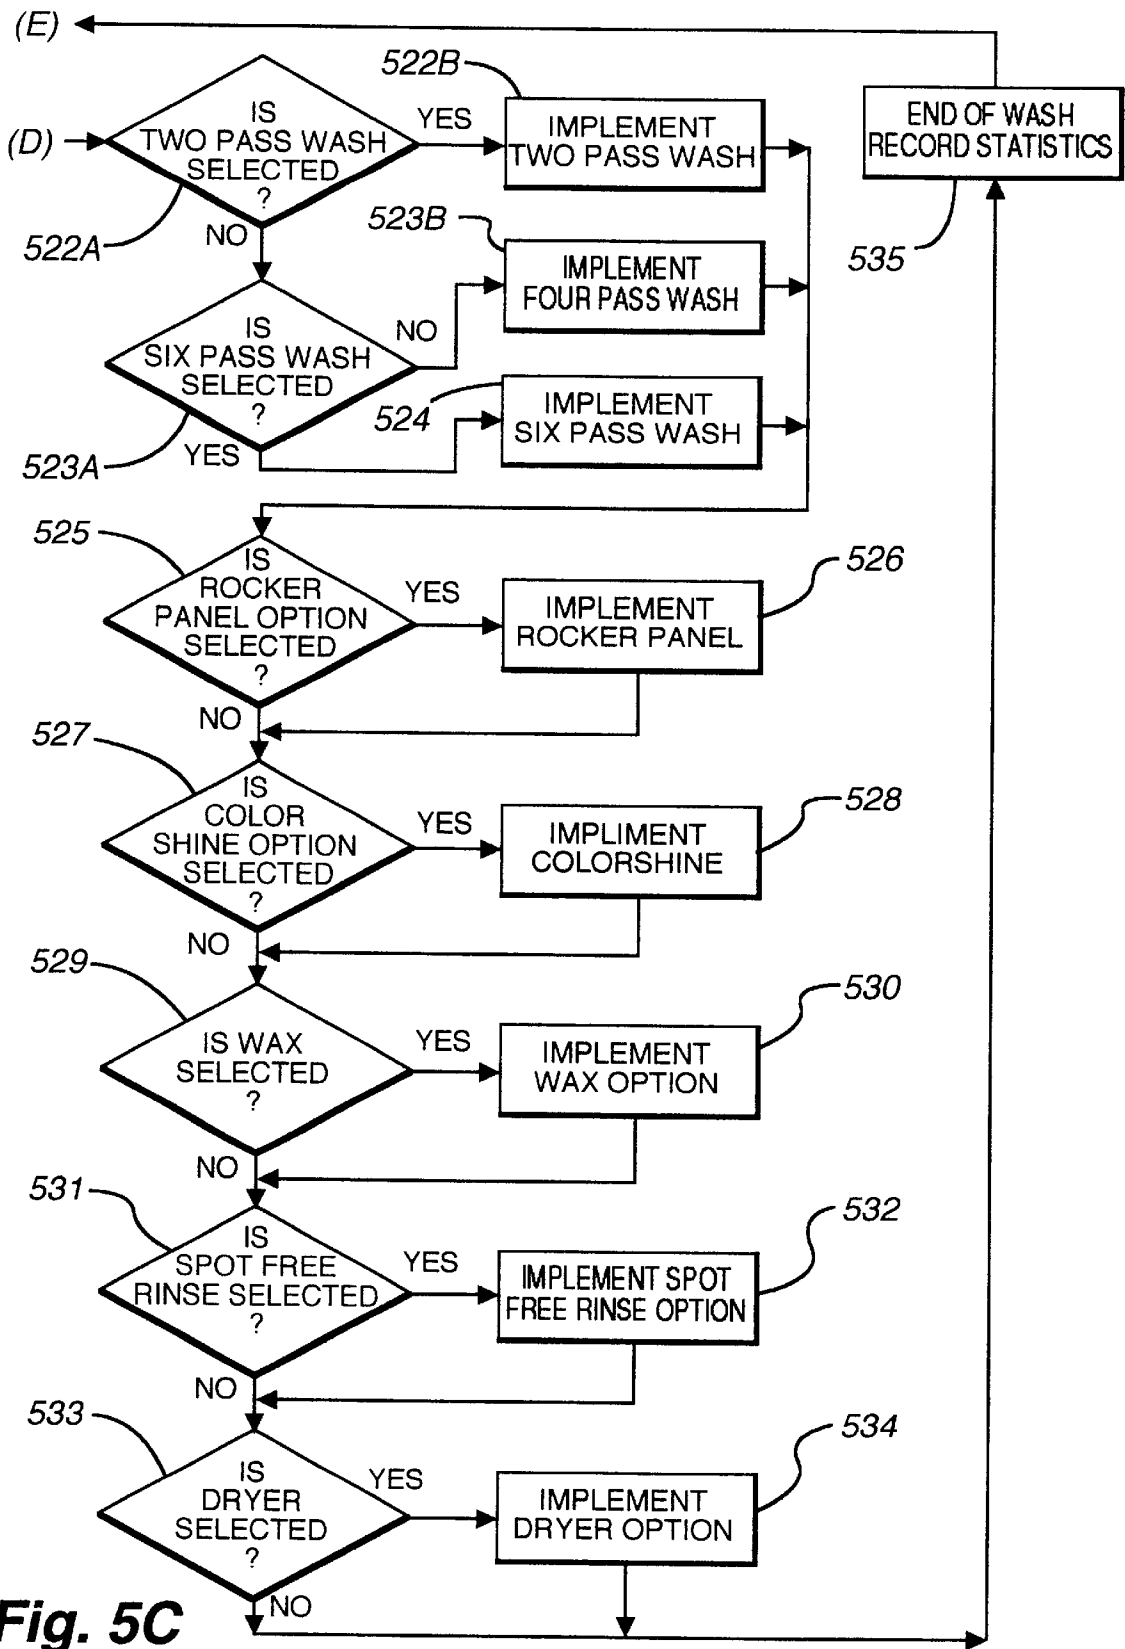 (E)
522B
IS
TWO PASS WASH
SELECTED
?
YES
IMPLEMENT
TWO PASS WASH
END OF WASH
RECORD STATISTICS
(D)
522A
NO
523B
535
IMPLEMENT
FOUR PASS WASH
IS
SIX PASS WASH
SELECTED
?
NO
524
IMPLEMENT
SIX PASS WASH
523A
YES
525
IS
ROCKER
PANEL OPTION
SELECTED
?
YES
IMPLEMENT
ROCKER PANEL
526
NO
527
IS
COLOR
SHINE OPTION
SELECTED
?
YES
IMPLIMENT
COLORSHINE
528
NO
529
IS WAX
SELECTED
?
YES
IMPLEMENT
WAX OPTION
530
NO
531
IS
SPOT FREE
RINSE SELECTED
?
YES
IMPLEMENT SPOT
FREE RINSE OPTION
532
NO
533
IS
DRYER
SELECTED
?
YES
IMPLEMENT
DRYER OPTION
534
NO
Fig. 5C